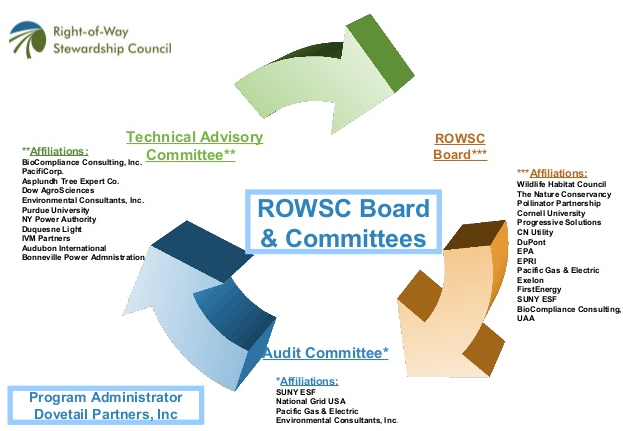 Right-of-Way
Stewardship Council
Technical Advisory
Committee**
**Affiliations:
BioCompliance Consulting, Inc.
PacifiCorp.
Asplundh Tree Expert Co.
Dow AgroSciences
Environmental Consultants, Inc.
Purdue University
NY Power Authority
Duquesne Light
IVM Partners
Audubon International
Bonneville Power Admnistration
ROWSC
Board***
***Affiliations:
Wildlife Habitat Council
The Nature Conservancy
Pollinator Partnership
Cornell University
Progressive Solutions
CN Utility
DuPont
EPA
EPRI
Pacific Gas & Electric
Exelon
FirstEnergy
SUNY ESF
BioCompliance Consulting,
UAA
ROWSC Board
& Committees
Audit Committee*
*Affiliations:
SUNY ESF
National Grid USA
Pacific Gas & Electric
Environmental Consultants, Inc.
Program Administrator
Dovetail Partners, Inc